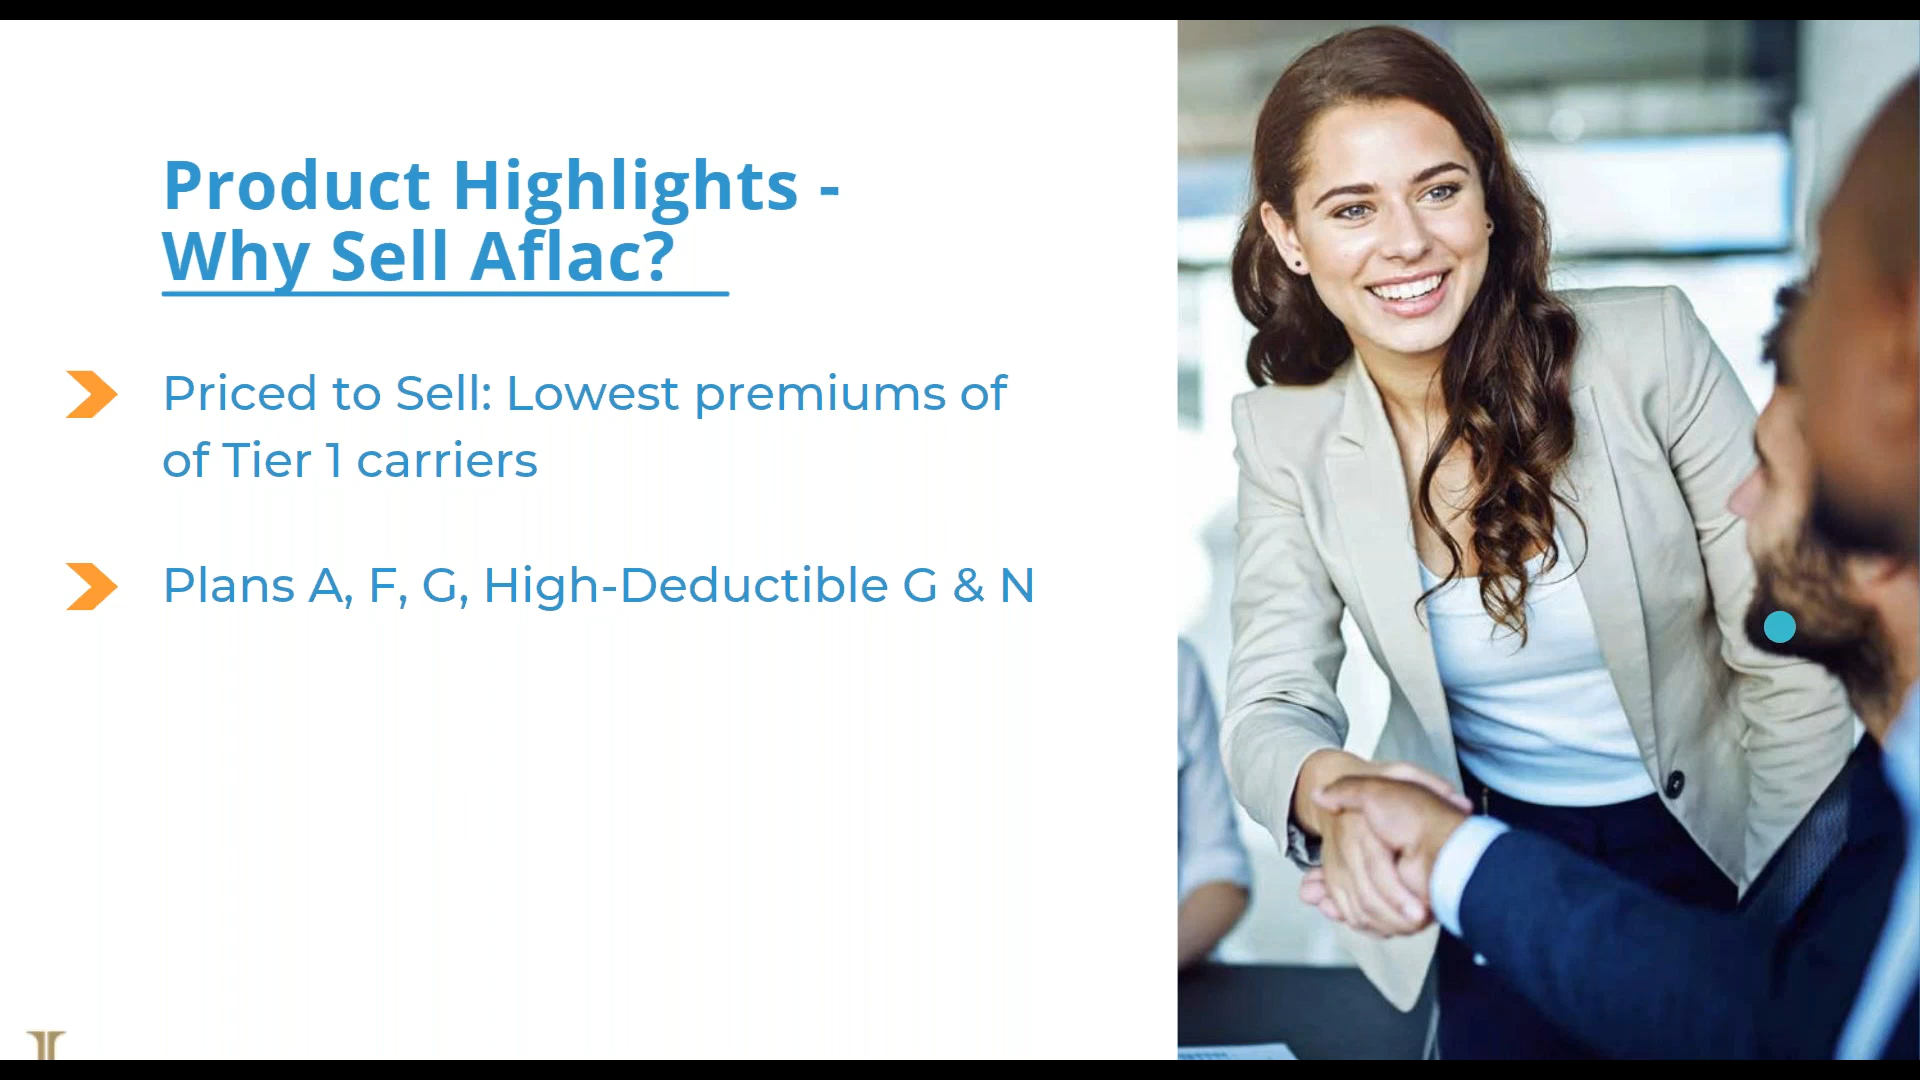 Product Highlights -
Why Sell Aflac?
Priced to Sell: Lowest premiums of
of Tier 1 carriers
Plans A, F, G, High-Deductible G & N